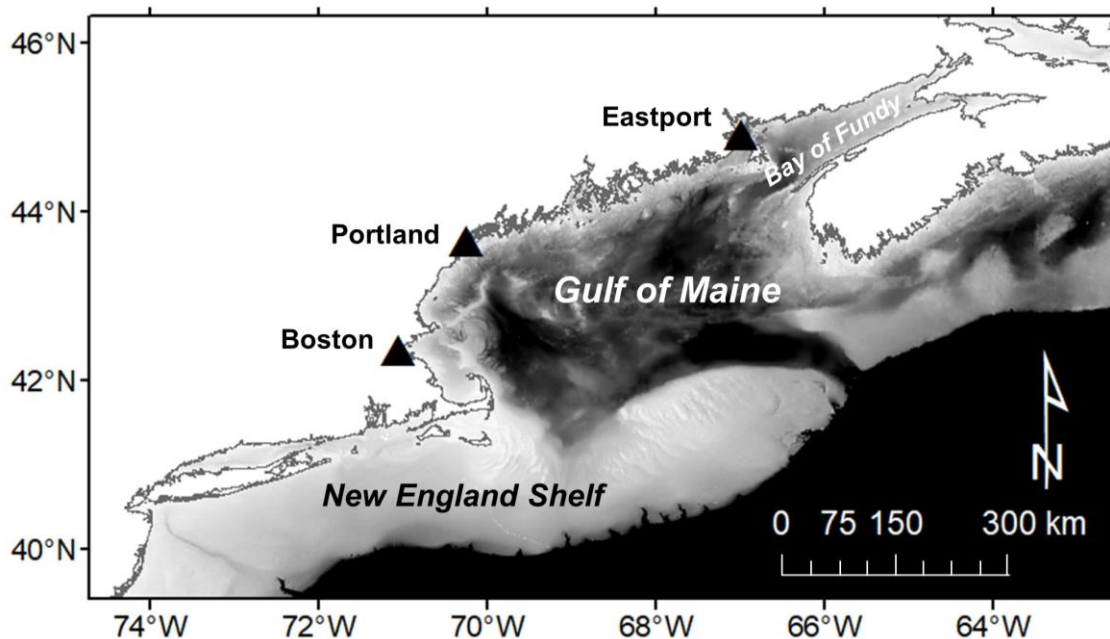 46°N
Eastport
Bay of Fundy
44°N
Portland
Gulf of Maine
Boston
42°N
New England Shelf
N
0 75 150 300 km
40°N
74°W 72°W 70°W 68°W 66°W 64°W